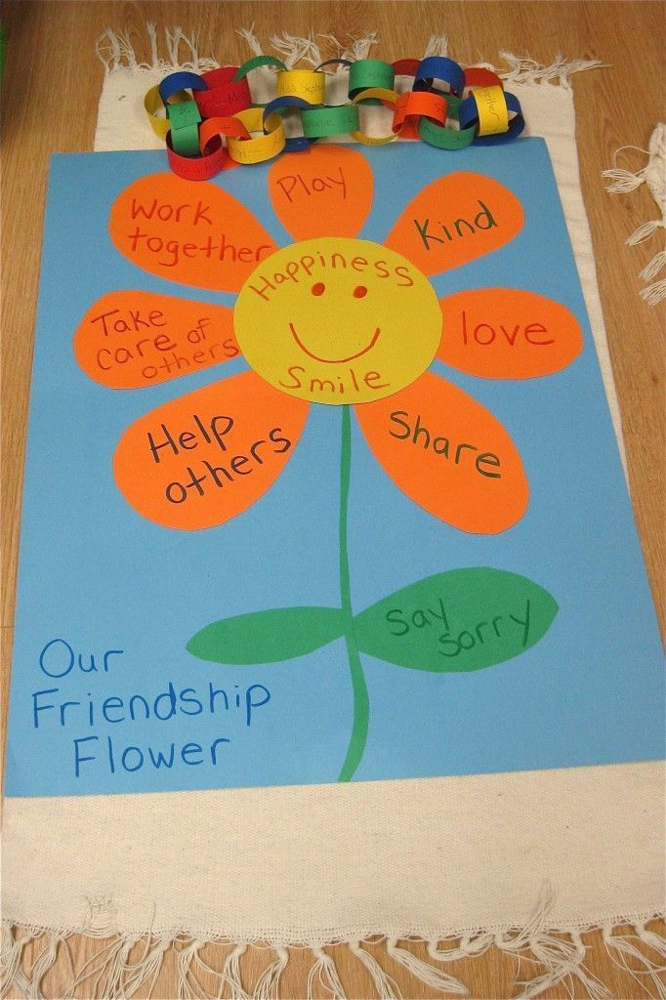 Play
Work
together
Kind
Happiness
Take
care of
others
love
Smile
Help
others
Share
Say
Sorry
Our
Friendship
Flower